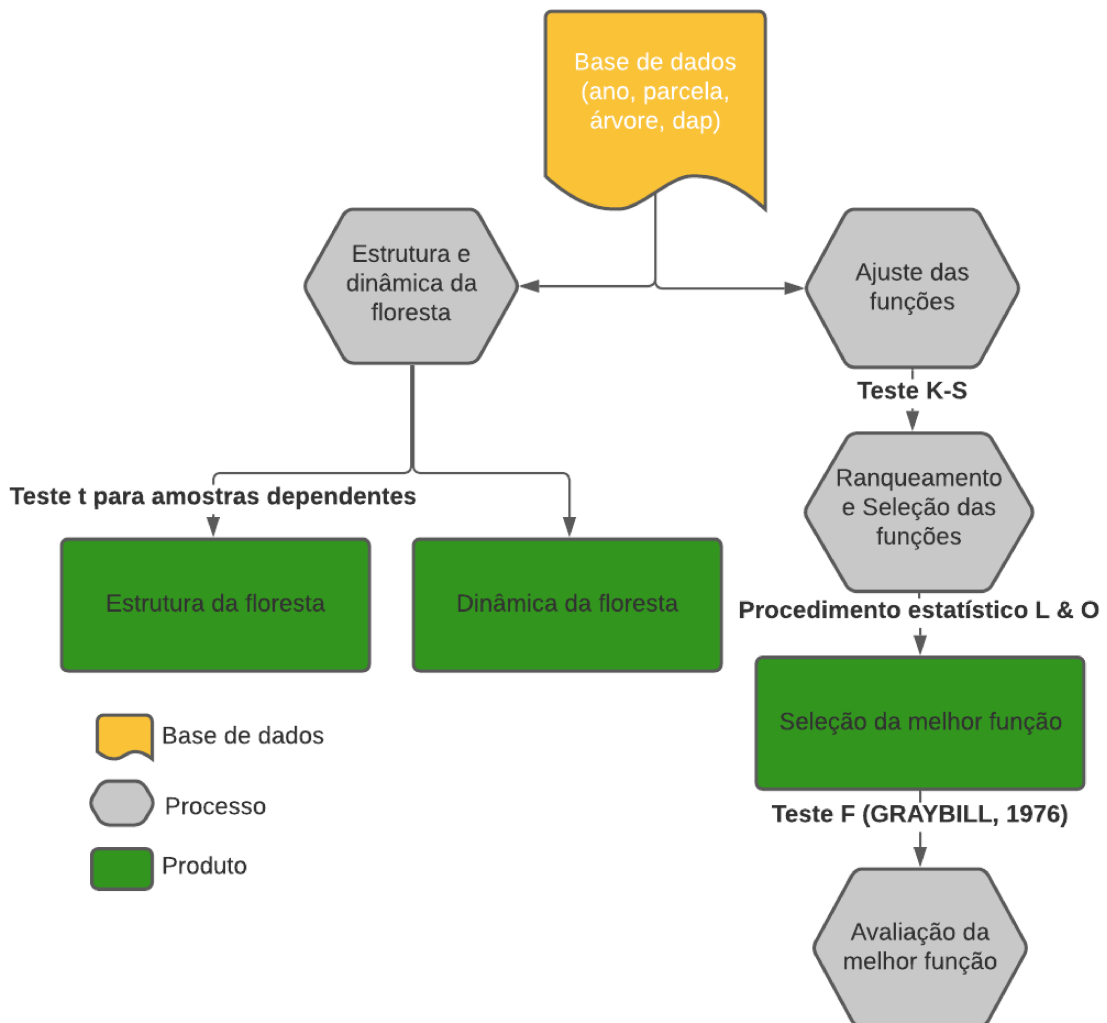 Base de dados
(ano, parcela,
árvore, dap)
Estrutura e
dinâmica da
floresta
Ajuste das
funções
Teste K-S
Ranqueamento
e Seleção das
funções
Teste t para amostras dependentes
Estrutura da floresta
Dinâmica da floresta
Procedimento estatístico L & O
Seleção da melhor função
Teste F (GRAYBILL, 1976)
Avaliação da
melhor função
Base de dados
Processo
Produto